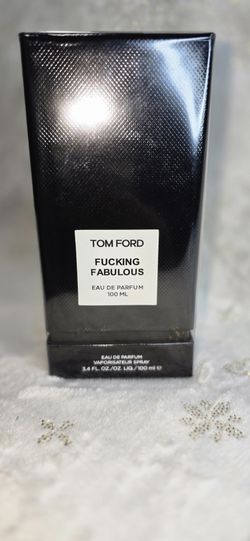 TOM FORD
FUCKING
FABULOUS
EAU DE PARFUM
100 ML
EAU DE PARFUM
VAPORISATEUR SPRAY
3.4 FL. OZ./OZ. LIQ./100 ml ℮